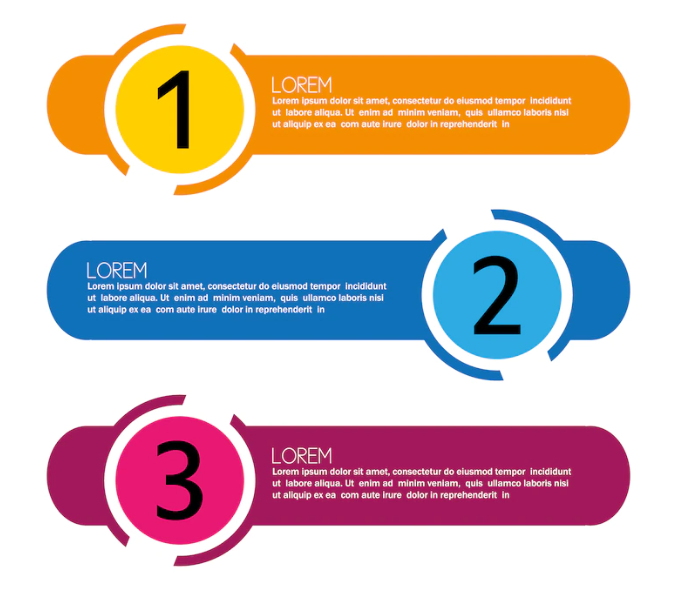 1
LOREM
Lorem ipsum dolor sit amet, consectetur do eiusmod tempor incididunt
ut labore aliqua. Ut enim ad minim veniam, quis ullamco laboris nisi
ut aliquip ex ea com aute irure dolor in reprehenderit in
LOREM
Lorem ipsum dolor sit amet, consectetur do eiusmod tempor incididunt
ut labore aliqua. Ut enim ad minim veniam, quis ullamco laboris nisi
ut aliquip ex ea com aute irure dolor in reprehenderit in
2
3
LOREM
Lorem ipsum dolor sit amet, consectetur do eiusmod tempor incididunt
ut labore aliqua. Ut enim ad minim veniam, quis ullamco laboris nisl
ut aliquip ex ea com aute irure dolor in reprehenderit in